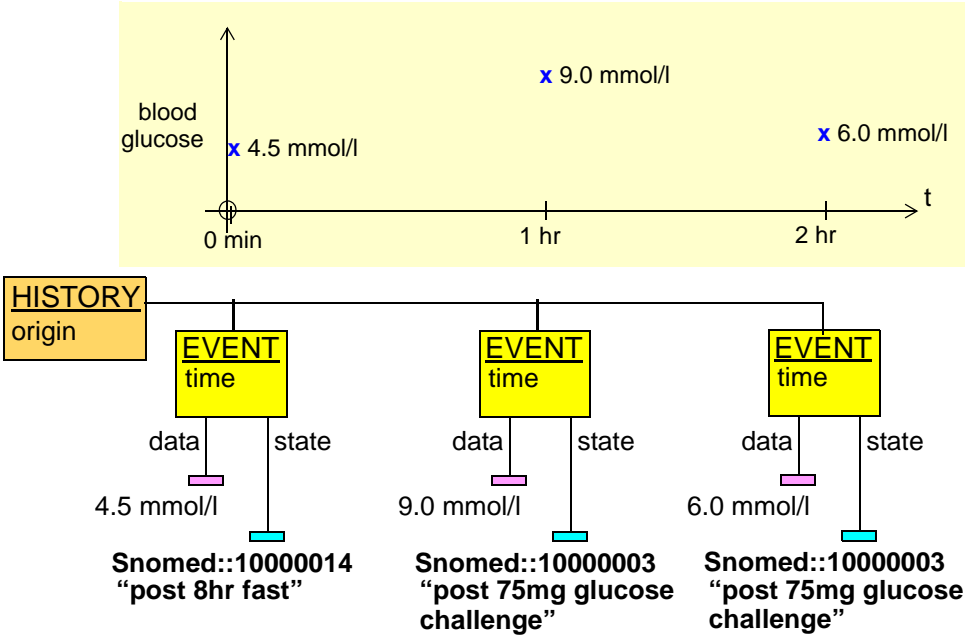 blood
glucose
x 4.5 mmol/l
x 9.0 mmol/l
x 6.0 mmol/l
t
0 min
1 hr
2 hr
HISTORY
origin
EVENT
time
data
state
4.5 mmol/l
Snomed::10000014
“post 8hr fast”
EVENT
time
data
state
9.0 mmol/l
Snomed::10000003
“post 75mg glucose
challenge”
EVENT
time
data
state
6.0 mmol/l
Snomed::10000003
“post 75mg glucose
challenge”